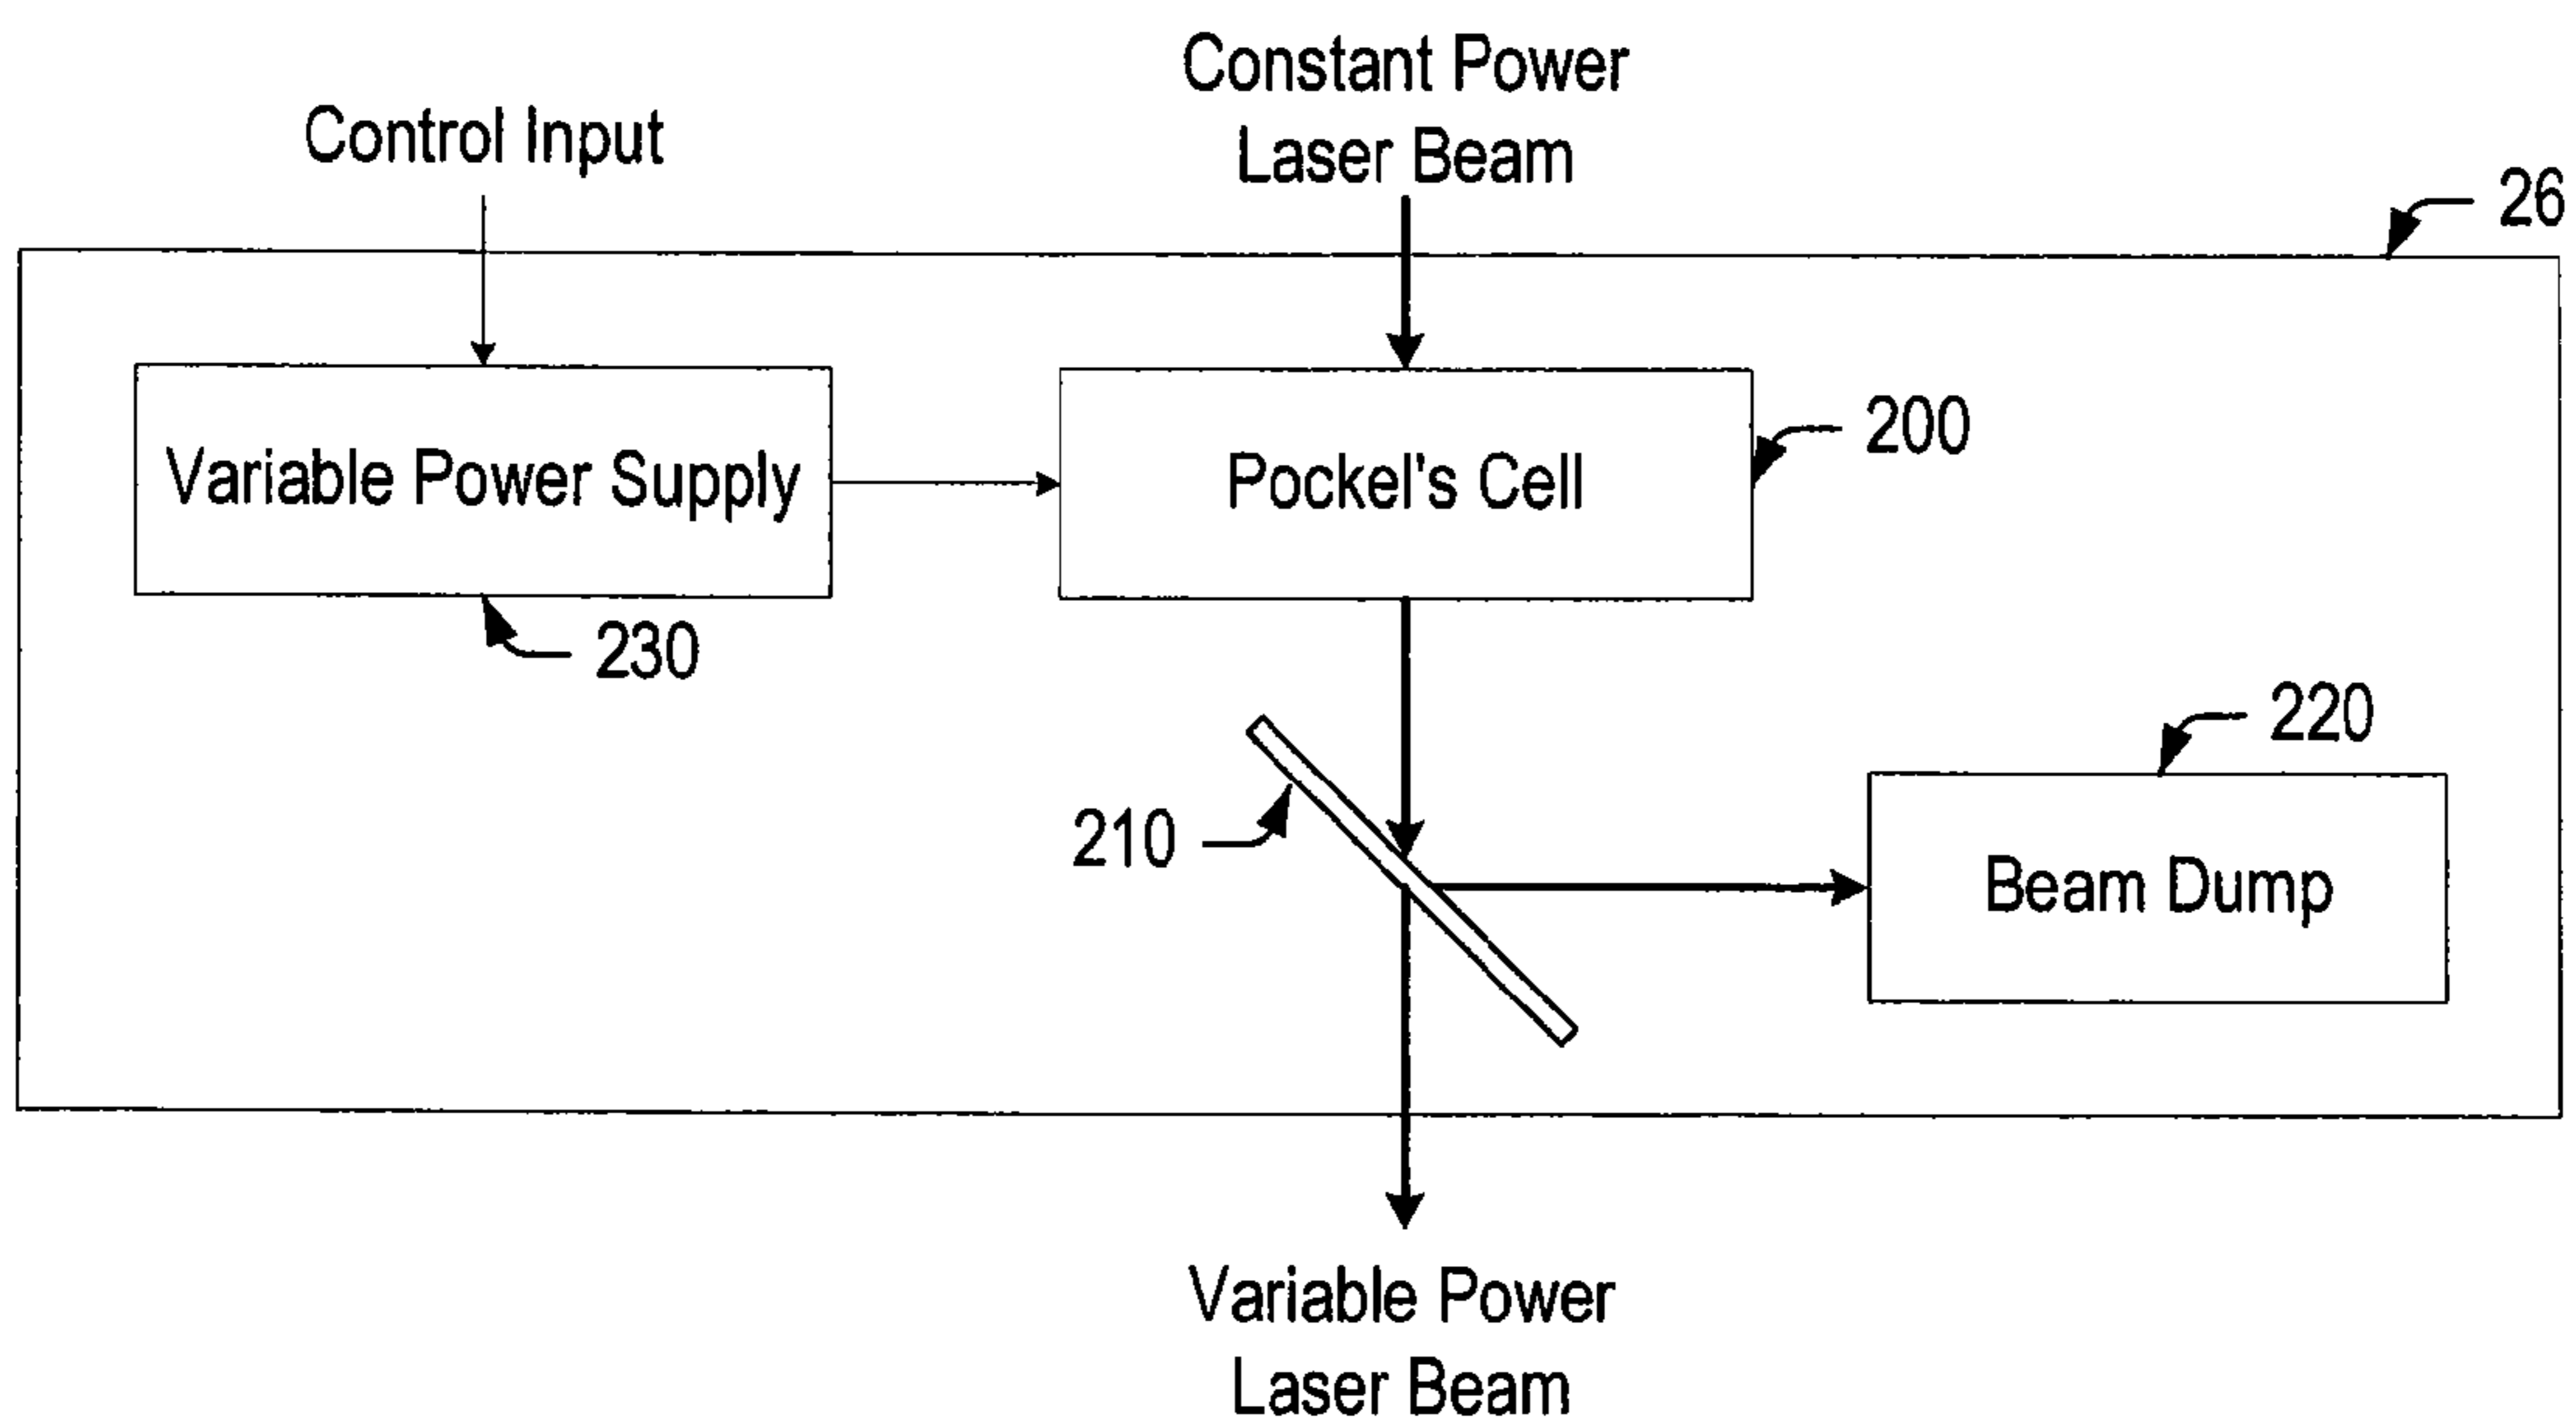 Constant Power
Laser Beam
Control Input
26
Variable Power Supply
Pockel's Cell
200
230
220
210
Beam Dump
Variable Power
Laser Beam